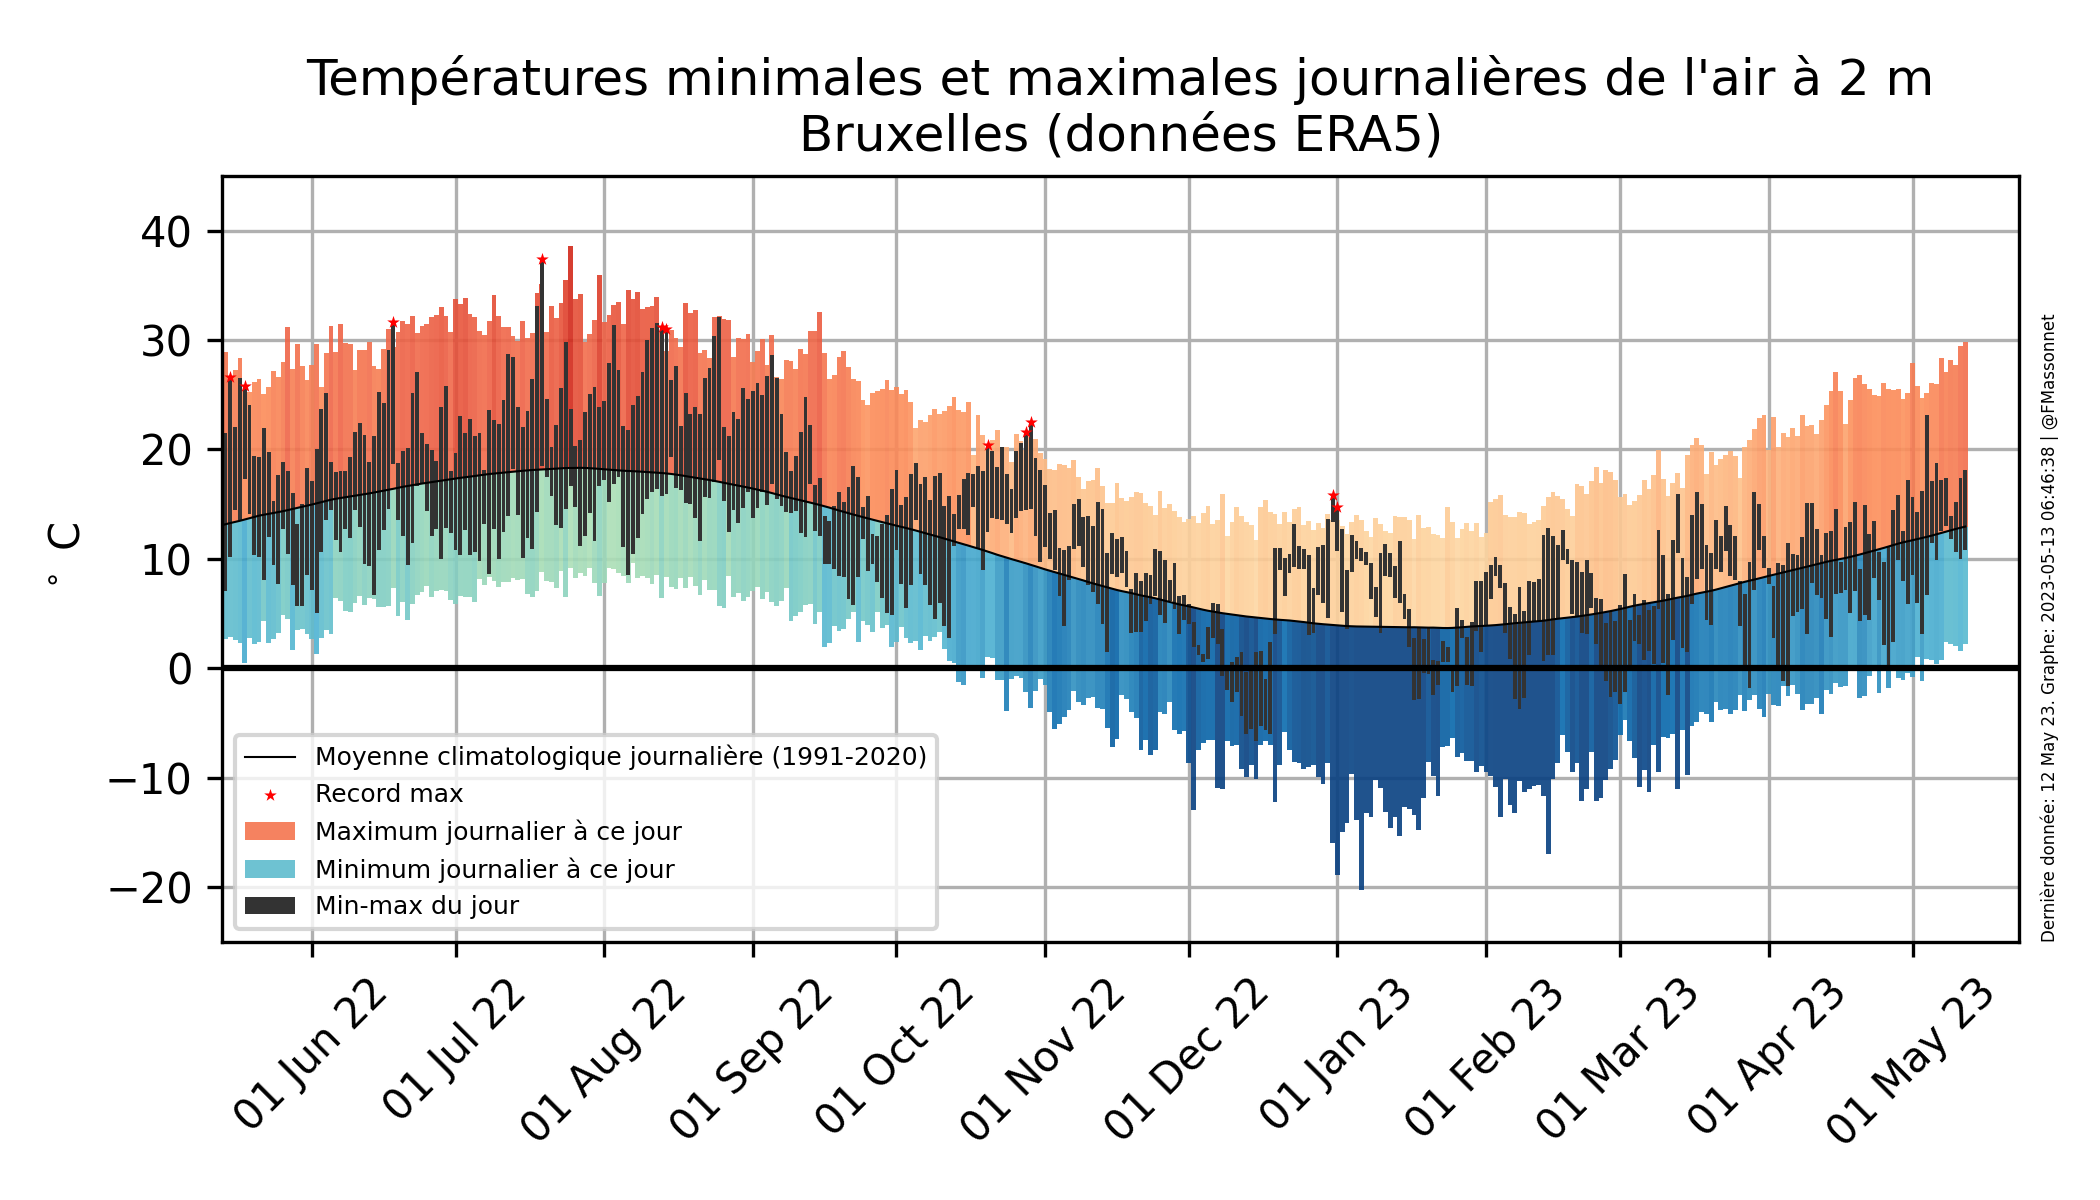 Températures minimales et maximales journalières de l'air à 2 m
Bruxelles (données ERA5)
° C
40
30
20
10
0
−10
−20
Moyenne climatologique journalière (1991-2020)
Record max
Maximum journalier à ce jour
Minimum journalier à ce jour
Min-max du jour
01 Jun 22
01 Jul 22
01 Aug 22
01 Sep 22
01 Oct 22
01 Nov 22
01 Dec 22
01 Jan 23
01 Feb 23
01 Mar 23
01 Apr 23
01 May 23
Dernière donnée: 12 May 23. Graphe: 2023-05-13 06:46:38 | @FMassonnet